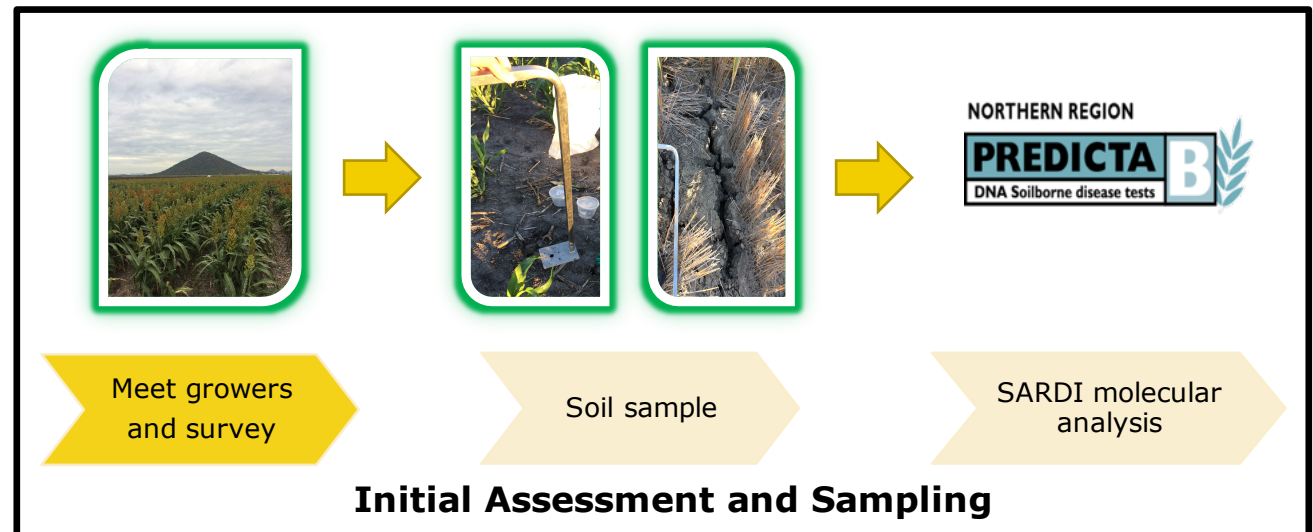 NORTHERN REGION
PREDICTA B
DNA Soilborne disease tests
Meet growers
and survey
Soil sample
SARDI molecular
analysis
Initial Assessment and Sampling